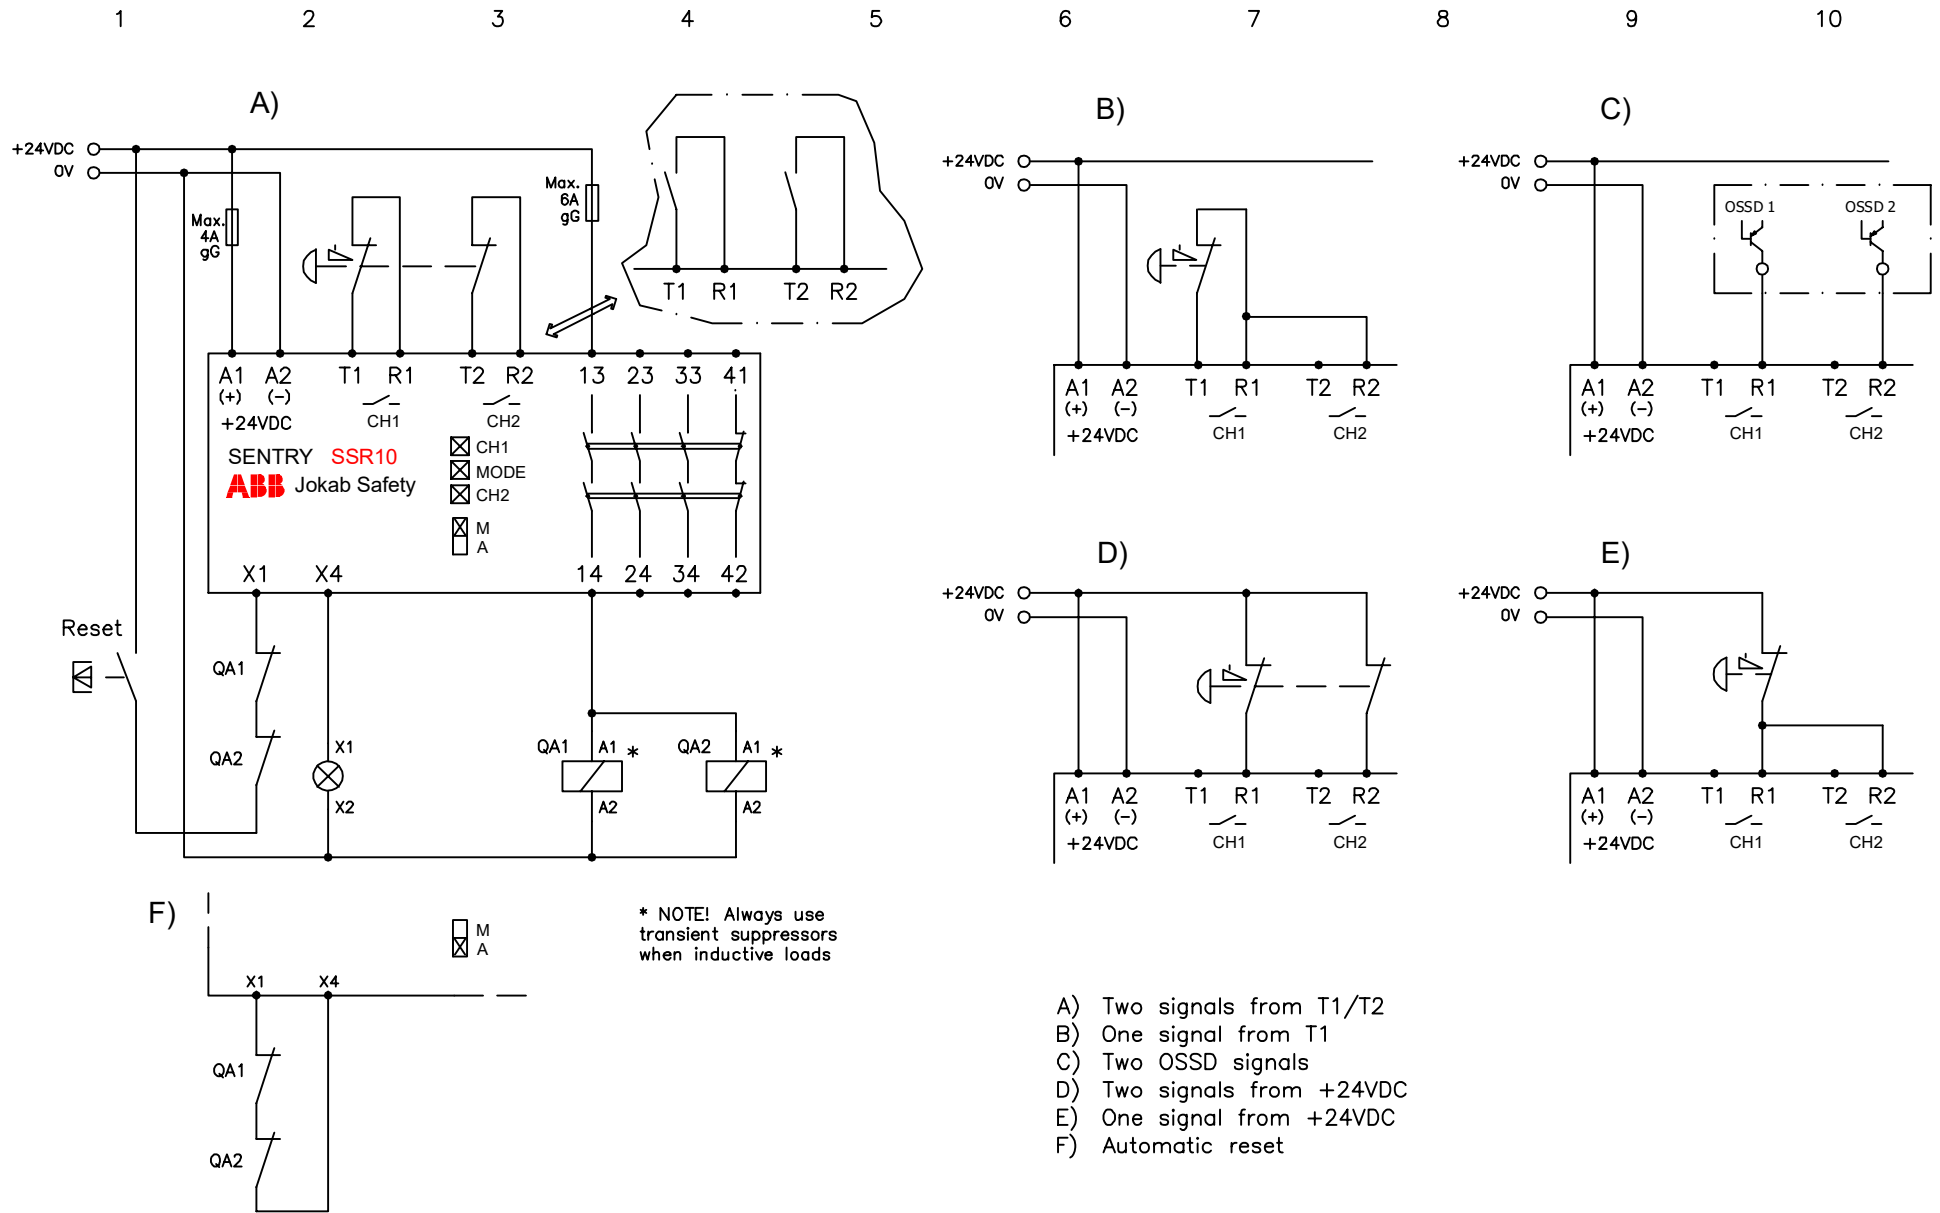 1 2 3 4 5 6 7 8 9 10
A)
+24VDC
0V
Max.
4A
gG
Max.
6A
gG
T1 R1 T2 R2
A1 A2 T1 R1 T2 R2 13 23 33 41
(+) (−)
CH1 CH2
+24VDC
SENTRY SSR10
ABB Jokab Safety
CH1
MODE
CH2
M
A
X1 X4 14 24 34 42
Reset
QA1
QA2
X1
X2
QA1 A1 *
A2
QA2 A1 *
A2
B)
+24VDC
0V
A1 A2 T1 R1 T2 R2
(+) (−)
CH1 CH2
+24VDC
C)
+24VDC
0V
OSSD 1 OSSD 2
A1 A2 T1 R1 T2 R2
(+) (−)
CH1 CH2
+24VDC
D)
+24VDC
0V
A1 A2 T1 R1 T2 R2
(+) (−)
CH1 CH2
+24VDC
E)
+24VDC
0V
A1 A2 T1 R1 T2 R2
(+) (−)
CH1 CH2
+24VDC
F)
M
A
X1 X4
QA1
QA2
* NOTE! Always use
transient suppressors
when inductive loads
A) Two signals from T1/T2
B) One signal from T1
C) Two OSSD signals
D) Two signals from +24VDC
E) One signal from +24VDC
F) Automatic reset